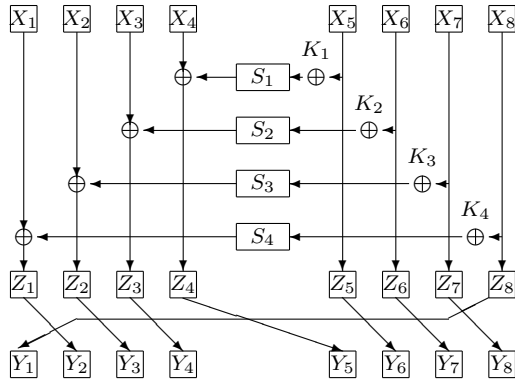 X₁ X₂ X₃ X₄ X₅ X₆ X₇ X₈
K₁
S₁
K₂
S₂
K₃
S₃
K₄
S₄
Z₁ Z₂ Z₃ Z₄ Z₅ Z₆ Z₇ Z₈
Y₁ Y₂ Y₃ Y₄ Y₅ Y₆ Y₇ Y₈